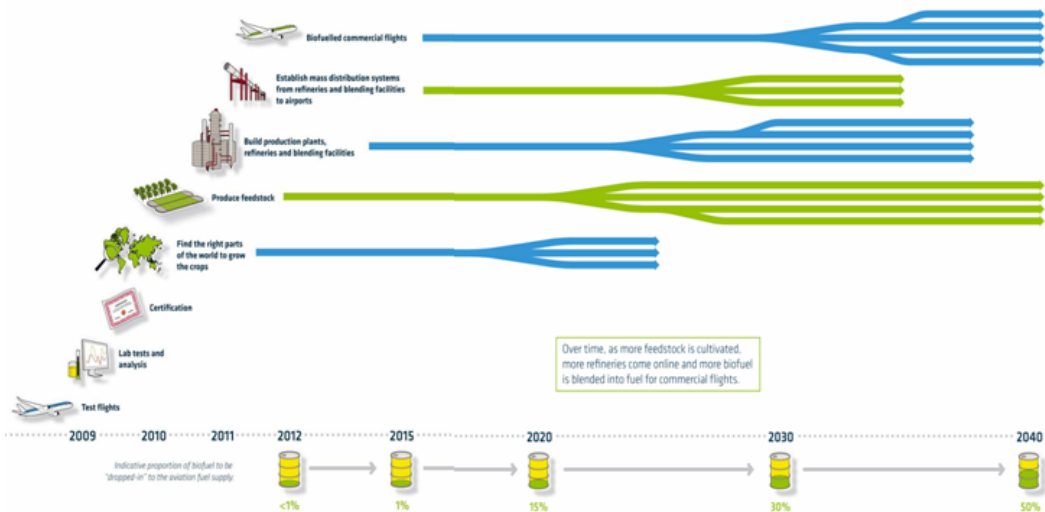 Biofuelled commercial flights
Establish mass distribution systems
from refineries and blending facilities
to airports
Build production plants,
refineries and blending facilities
Produce feedstock
Find the right parts
of the world to grow
the crops
Certification
Lab tests and
analysis
Test flights
Over time, as more feedstock is cultivated,
more refineries come online and more biofuel
is blended into fuel for commercial flights.
2009 2010 2011 2012 2015 2020 2030 2040
Indicative proportion of biofuel to be
"dropped-in" to the aviation fuel supply.
<1% 1% 15% 30% 50%